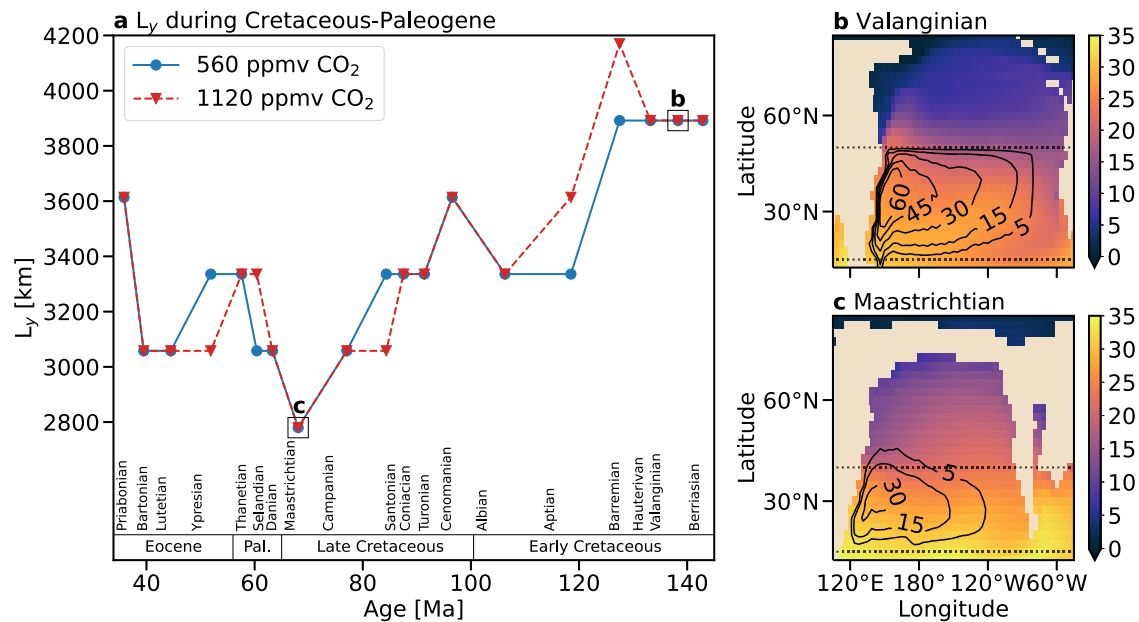 a L_y during Cretaceous-Paleogene
560 ppmv CO₂
1120 ppmv CO₂
L_y [km]
4200
4000
3800
3600
3400
3200
3000
2800
b
c
Priabonian
Bartonian
Lutetian
Ypresian
Thanetian
Selandian
Danian
Maastrichtian
Campanian
Santonian
Coniacian
Turonian
Cenomanian
Albian
Aptian
Barremian
Hauterivan
Valanginian
Berriasian
Eocene
Pal.
Late Cretaceous
Early Cretaceous
40 60 80 100 120 140
Age [Ma]
b Valanginian
Latitude
60°N
30°N
60
45
30
15
5
35
30
25
20
15
10
5
0
c Maastrichtian
Latitude
60°N
30°N
5
30
15
35
30
25
20
15
10
5
0
120°E 180° 120°W 60°W
Longitude